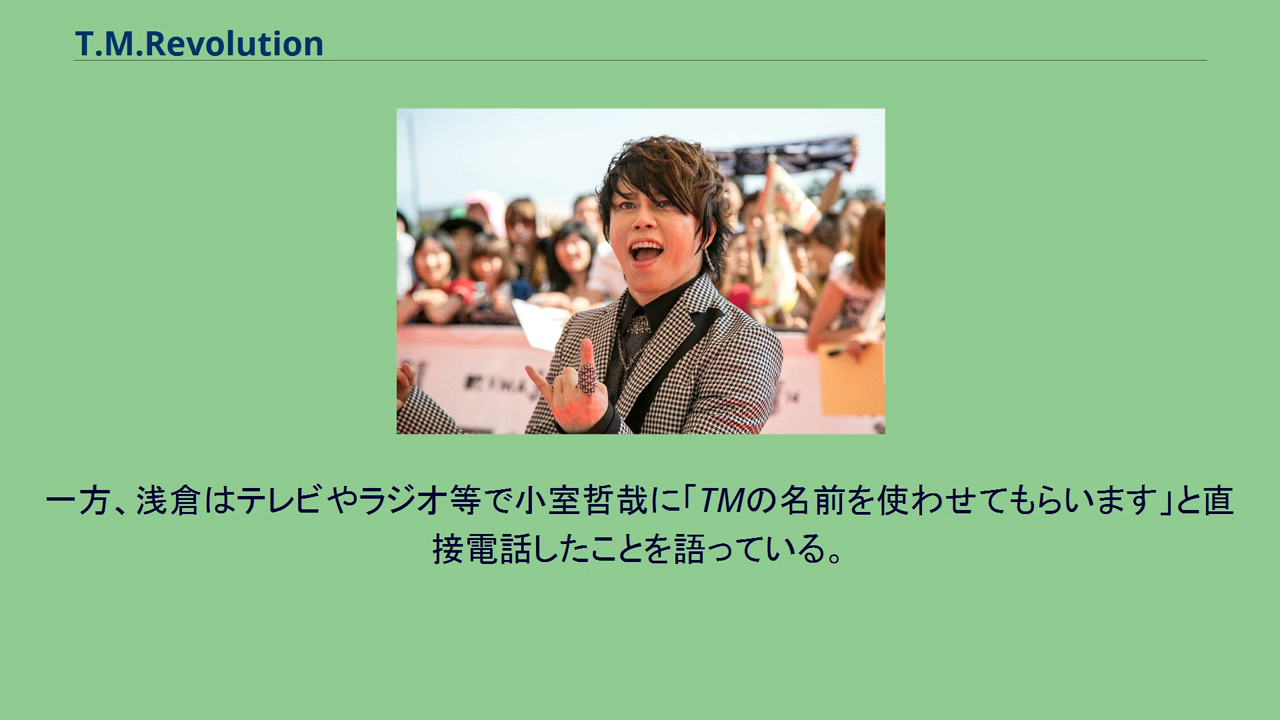 T.M.Revolution
一方、浅倉はテレビやラジオ等で小室哲哉に「TMの名前を使わせてもらいます」と直
接電話したことを語っている。